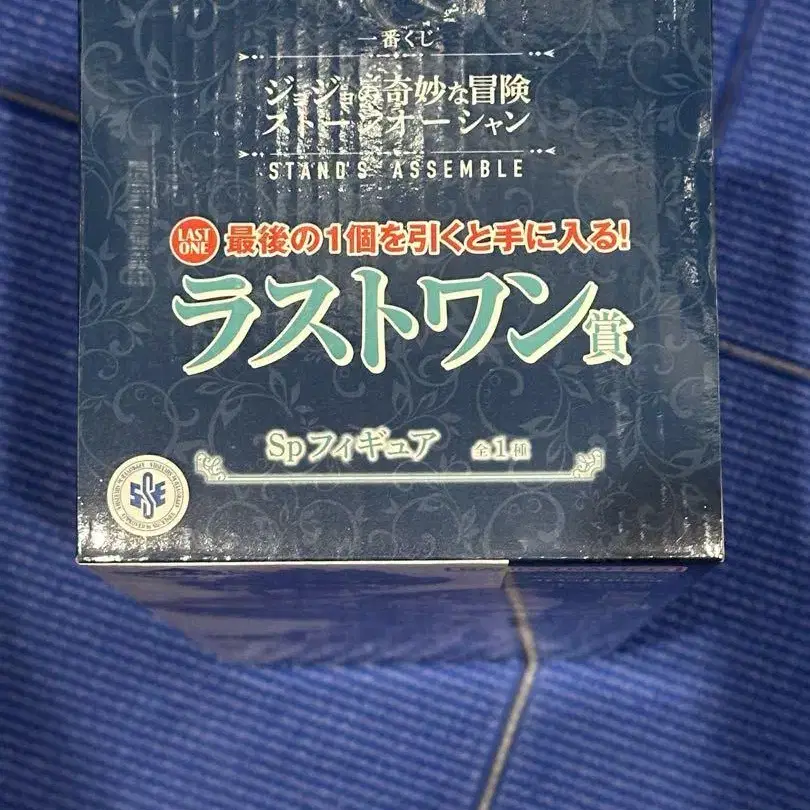 一番くじ
ジョジョの奇妙な冒険
ストーンオーシャン
STAND'S ASSEMBLE
LAST ONE 最後の1個を引くと手に入る!
ラストワン賞
Spフィギュア 全1種
SSE